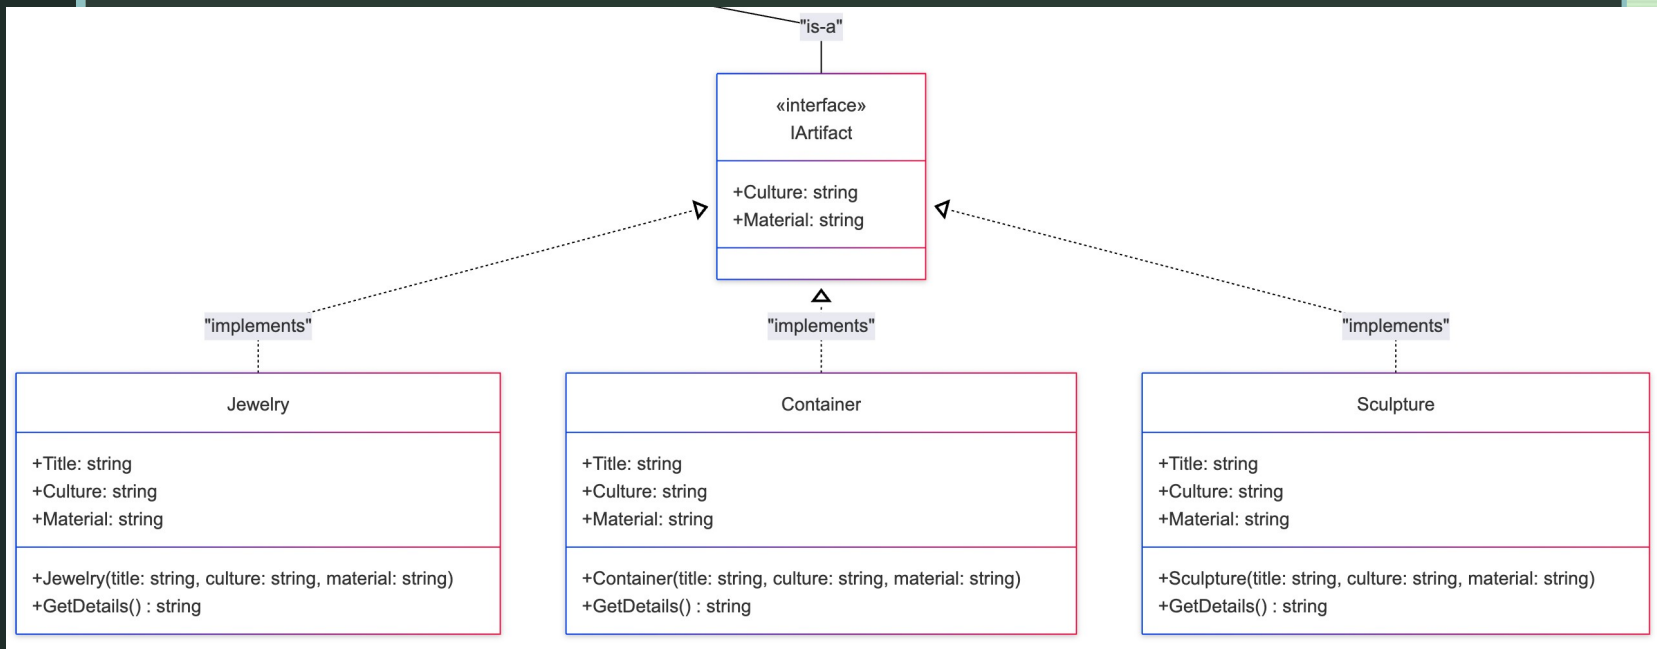 "is-a"
«interface»
IArtifact
+Culture: string
+Material: string
"implements"
"implements"
"implements"
Jewelry
+Title: string
+Culture: string
+Material: string
+Jewelry(title: string, culture: string, material: string)
+GetDetails() : string
Container
+Title: string
+Culture: string
+Material: string
+Container(title: string, culture: string, material: string)
+GetDetails() : string
Sculpture
+Title: string
+Culture: string
+Material: string
+Sculpture(title: string, culture: string, material: string)
+GetDetails() : string